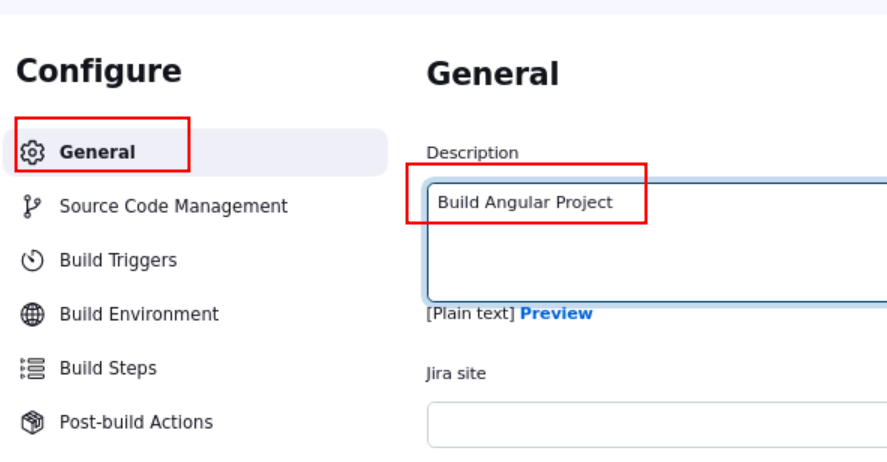 Configure
General
Source Code Management
Build Triggers
Build Environment
Build Steps
Post-build Actions
General
Description
Build Angular Project
[Plain text] Preview
Jira site